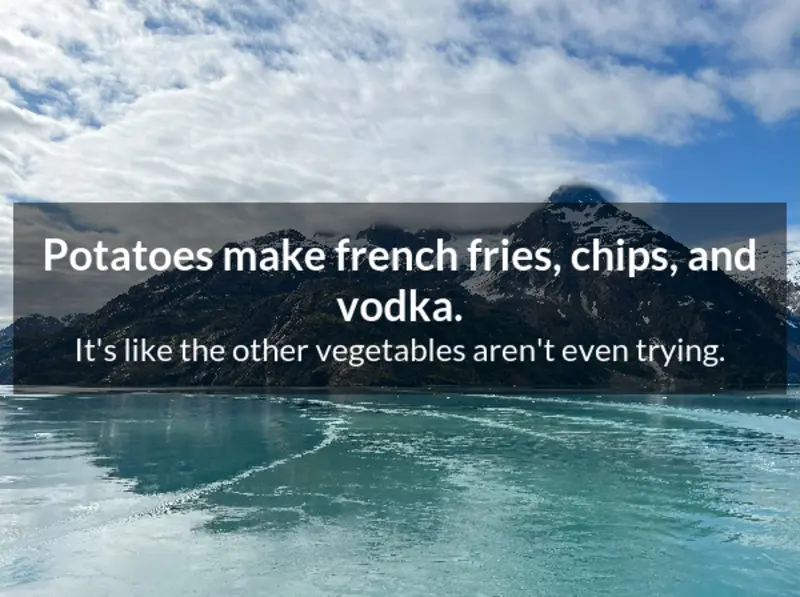 Potatoes make french fries, chips, and
vodka.
It's like the other vegetables aren't even trying.